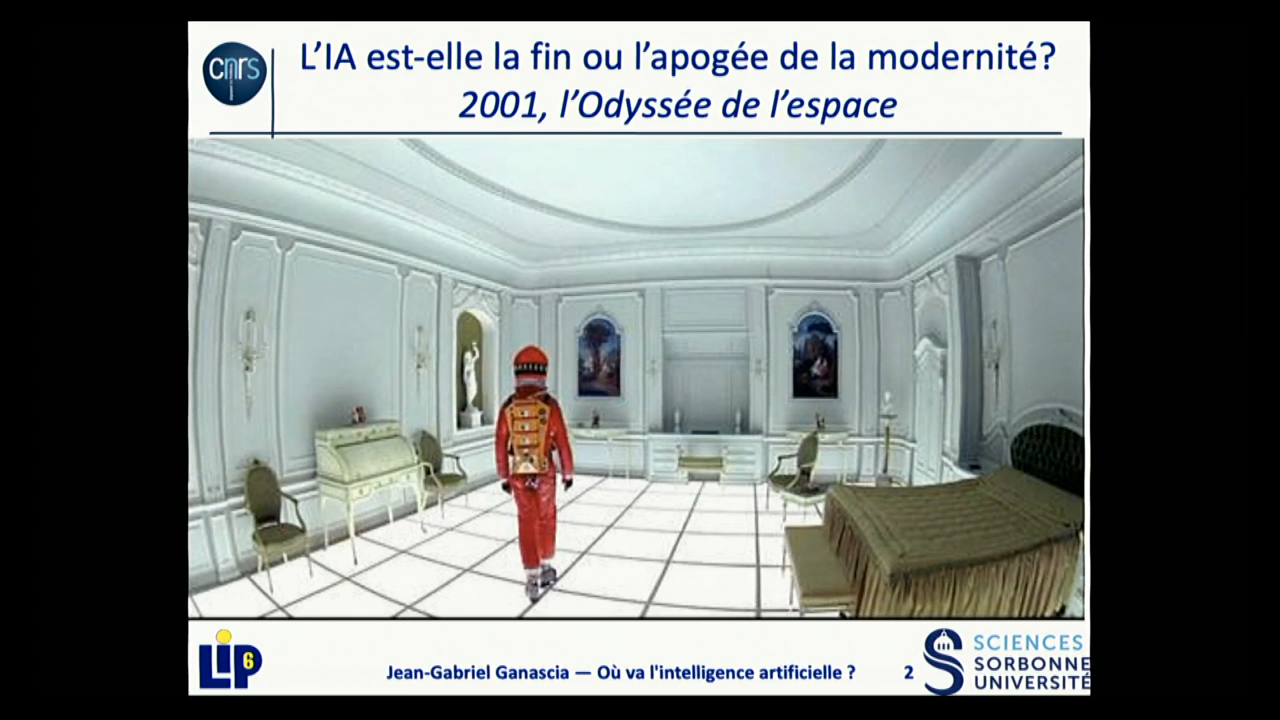 cnrs
L’IA est-elle la fin ou l’apogée de la modernité?
2001, l’Odyssée de l’espace
LIP6
Jean-Gabriel Ganascia — Où va l'intelligence artificielle ?
2
SCIENCES
SORBONNE
UNIVERSITÉ